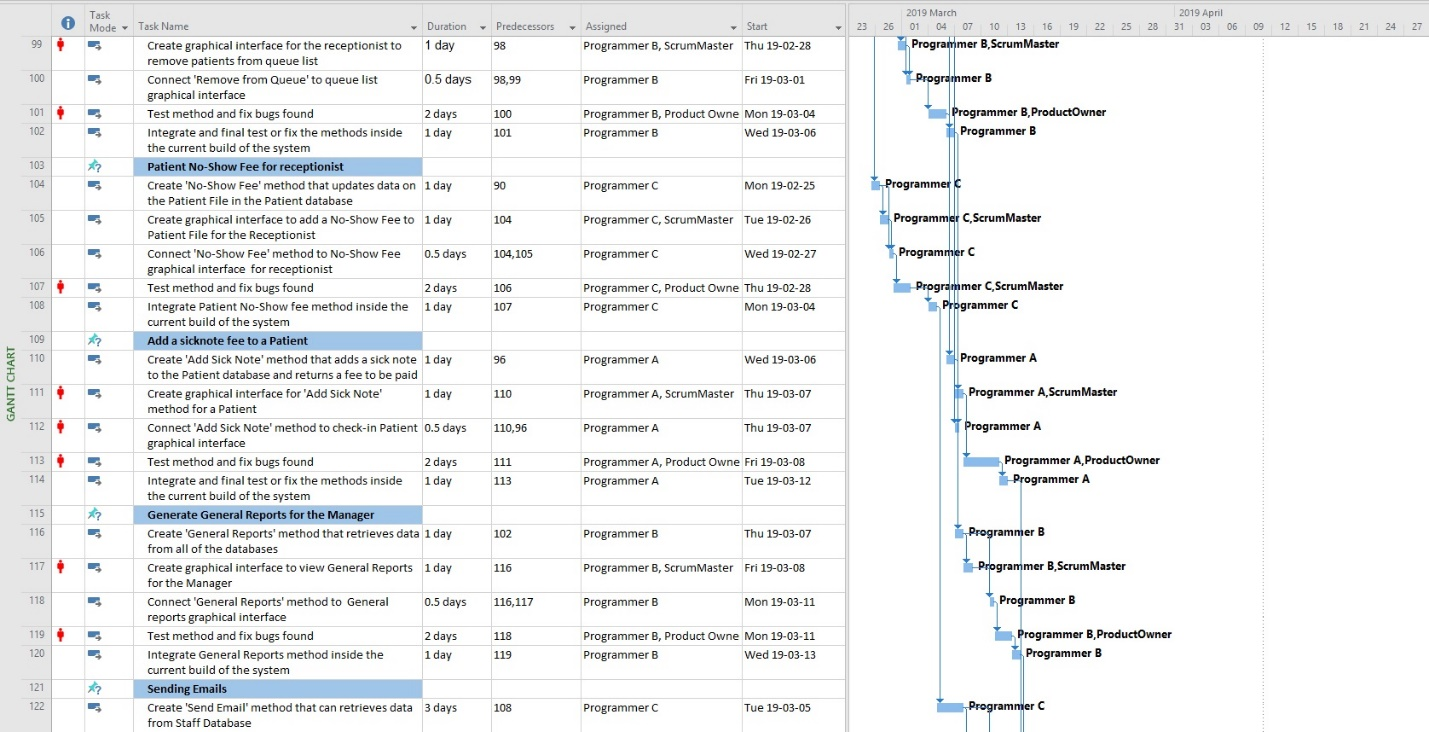 2019 March 2019 April
Task Mode Task Name Duration Predecessors Assigned Start 23 26 01 04 07 10 13 16 19 22 25 28 01 03 06 09 12 15 18 21 24 27
99 Create graphical interface for the receptionist to 1 day 98 Programmer B, ScrumMaster Thu 19-02-28 Programmer B,ScrumMaster
remove patients from queue list
100 Connect 'Remove from Queue' to queue list 0.5 days 98,99 Programmer B Fri 19-03-01 Programmer B
graphical interface
101 Test method and fix bugs found 2 days 100 Programmer B, Product Owne Mon 19-03-04 Programmer B,ProductOwner
102 Integrate and final test or fix the methods inside 1 day 101 Programmer B Wed 19-03-06 Programmer B
the current build of the system
103 Patient No-Show Fee for receptionist
104 Create 'No-Show Fee' method that updates data on 1 day 90 Programmer C Mon 19-02-25 Programmer C
the Patient File in the Patient database
105 Create graphical interface to add a No-Show Fee to 1 day 104 Programmer C, ScrumMaster Tue 19-02-26 Programmer C,ScrumMaster
Patient File for the Receptionist
106 Connect 'No-Show Fee' method to No-Show Fee 0.5 days 104,105 Programmer C Wed 19-02-27 Programmer C
graphical interface for receptionist
107 Test method and fix bugs found 2 days 106 Programmer C, Product Owne Thu 19-02-28 Programmer C,ScrumMaster
108 Integrate Patient No-Show fee method inside the 1 day 107 Programmer C Mon 19-03-04 Programmer C
current build of the system
109 Add a sicknote fee to a Patient
110 Create 'Add Sick Note' method that adds a sick note 1 day 96 Programmer A Wed 19-03-06 Programmer A
to the Patient database and returns a fee to be paid
111 Create graphical interface for 'Add Sick Note' 1 day 110 Programmer A, ScrumMaster Thu 19-03-07 Programmer A,ScrumMaster
method for a Patient
112 Connect 'Add Sick Note' method to check-in Patient 0.5 days 110,96 Programmer A Thu 19-03-07 Programmer A
graphical interface
113 Test method and fix bugs found 2 days 111 Programmer A, Product Owne Fri 19-03-08 Programmer A,ProductOwner
114 Integrate and final test or fix the methods inside 1 day 113 Programmer A Tue 19-03-12 Programmer A
the current build of the system
115 Generate General Reports for the Manager
116 Create 'General Reports' method that retrieves data 1 day 102 Programmer B Thu 19-03-07 Programmer B
from all of the databases
117 Create graphical interface to view General Reports 1 day 116 Programmer B, ScrumMaster Fri 19-03-08 Programmer B,ScrumMaster
for the Manager
118 Connect 'General Reports' method to General 0.5 days 116,117 Programmer B Mon 19-03-11 Programmer B
reports graphical interface
119 Test method and fix bugs found 2 days 118 Programmer B, Product Owne Mon 19-03-11 Programmer B,ProductOwner
120 Integrate General Reports method inside the 1 day 119 Programmer B Wed 19-03-13 Programmer B
current build of the system
121 Sending Emails
122 Create 'Send Email' method that can retrieves data 3 days 108 Programmer C Tue 19-03-05 Programmer C
from Staff Database
GANTT CHART